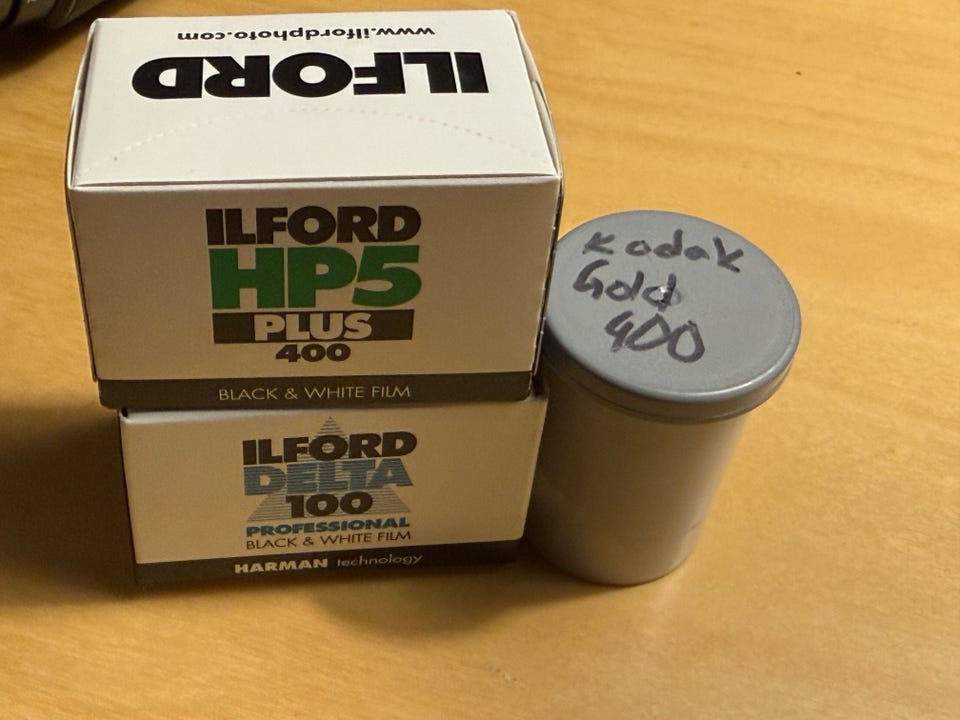 www.ilfordphoto.com
ILFORD
ILFORD
HP5
PLUS
400
BLACK & WHITE FILM
ILFORD
DELTA
100
PROFESSIONAL
BLACK & WHITE FILM
HARMAN technology
Kodak
Gold
400